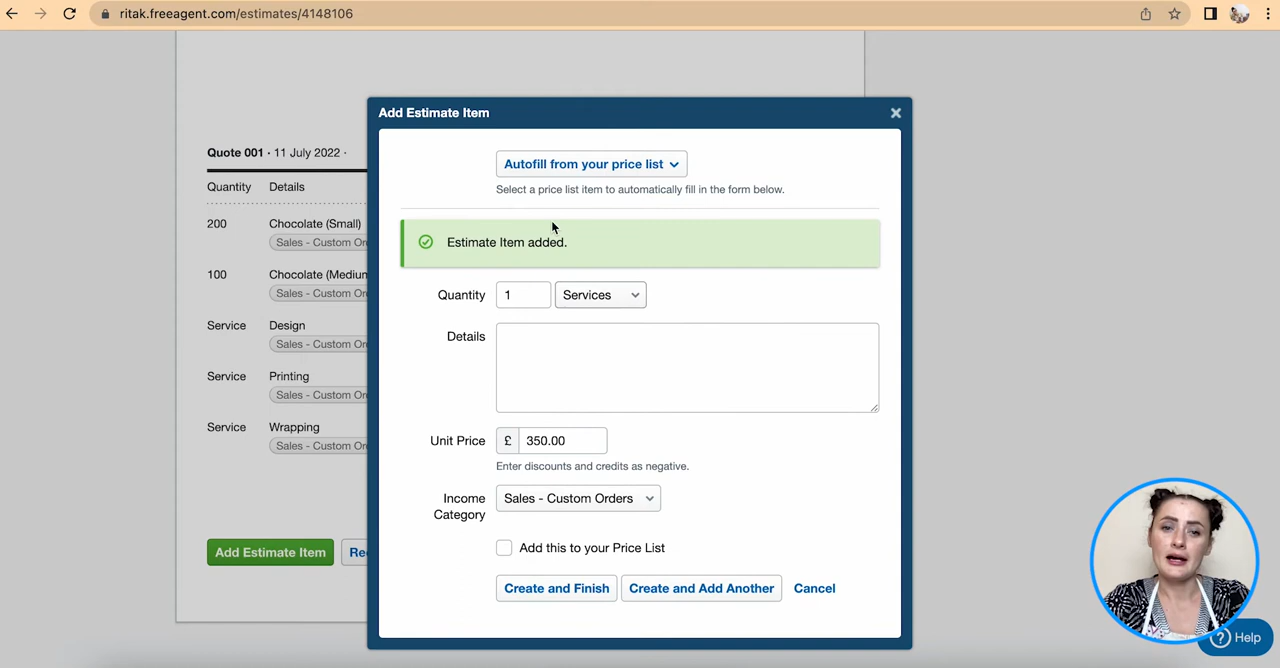 ritak.freeagent.com/estimates/4148106
Add Estimate Item
Autofill from your price list
Select a price list item to automatically fill in the form below.
Quote 001 · 11 July 2022 ·
Quantity Details
200 Chocolate (Small)
Sales - Custom Or
100 Chocolate (Medium
Sales - Custom Or
Service Design
Sales - Custom Or
Service Printing
Sales - Custom Or
Service Wrapping
Sales - Custom Or
Add Estimate Item Re
Estimate Item added.
Quantity 1 Services
Details
Unit Price £ 350.00
Enter discounts and credits as negative.
Income Category Sales - Custom Orders
Add this to your Price List
Create and Finish Create and Add Another Cancel
Help